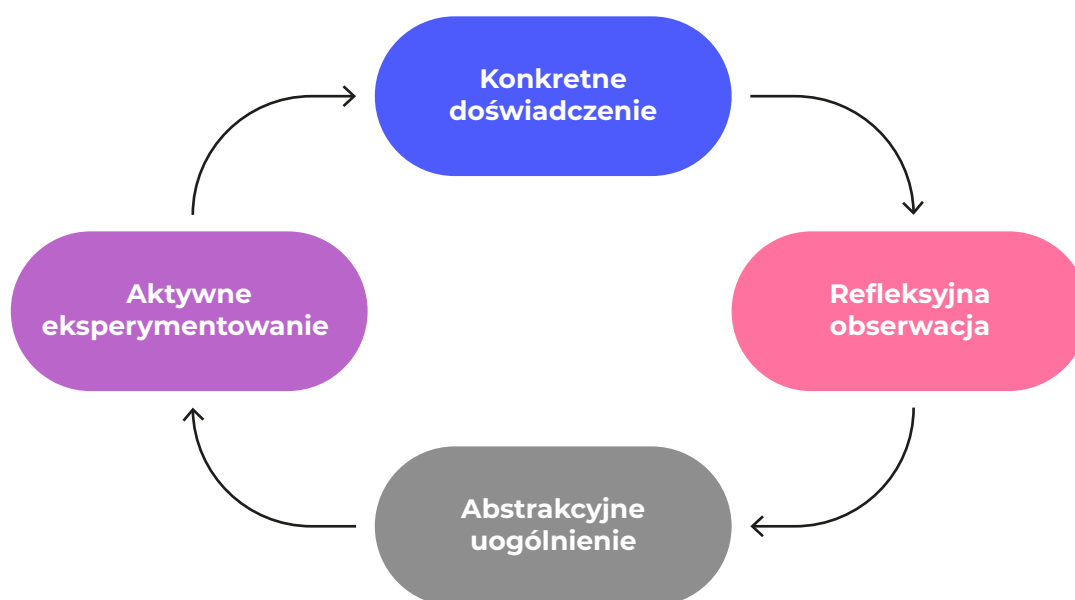 Konkretne
doświadczenie
Aktywne
eksperymentowanie
Refleksyjna
obserwacja
Abstrakcyjne
uogólnienie